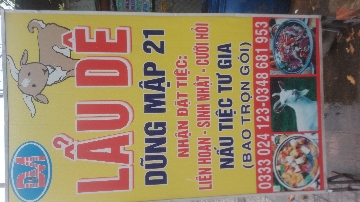 LẨU DÊ
DŨNG MẬP 21
NHẬN ĐẶT TIỆC:
LIÊN HOAN - SINH NHẬT - CƯỚI HỎI
NẤU TIỆC TƯ GIA
(BAO TRỌN GÓI)
0333 024 123-0348 681 953